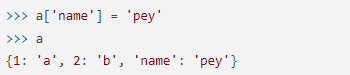 >>> a['name'] = 'pey'
>>> a
{1: 'a', 2: 'b', 'name': 'pey'}